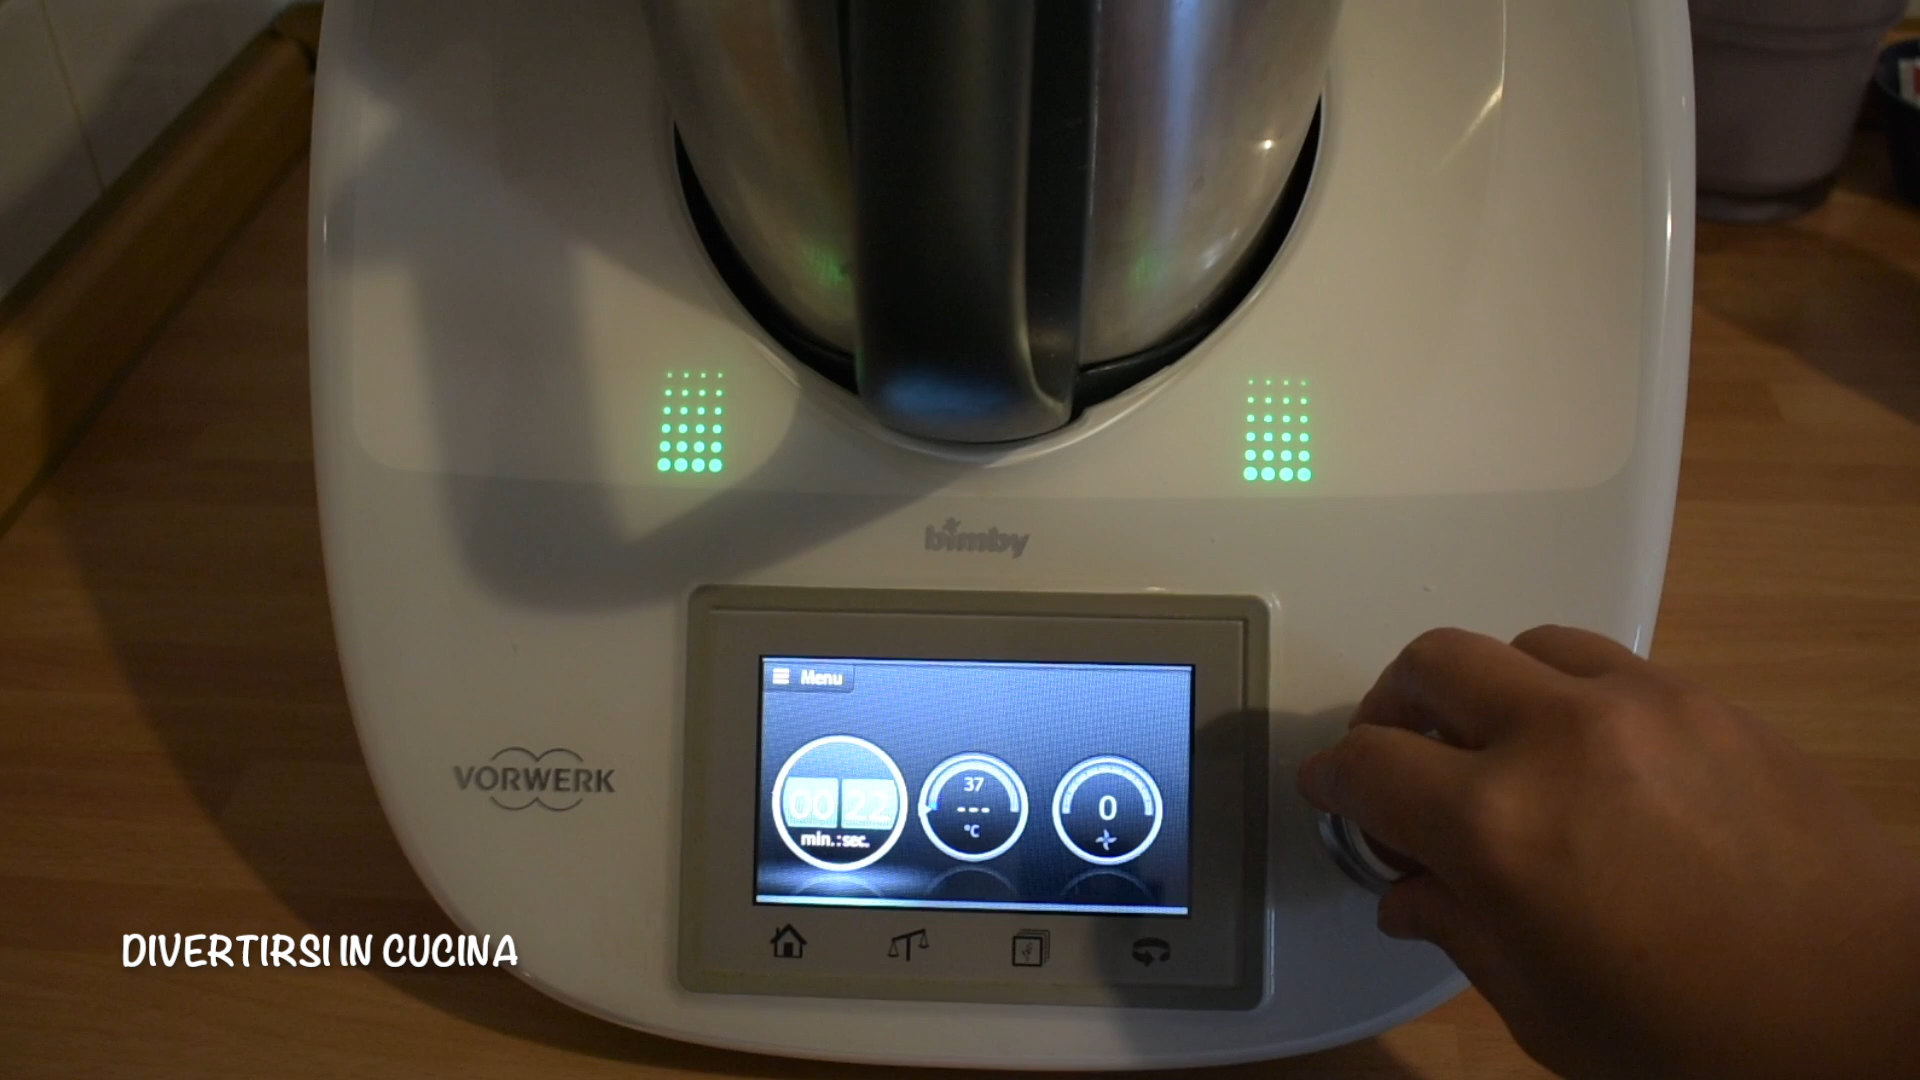 bimby
VORWERK
Menu
00 22
min.:sec.
37
---
°C
0
DIVERTIRSI IN CUCINA